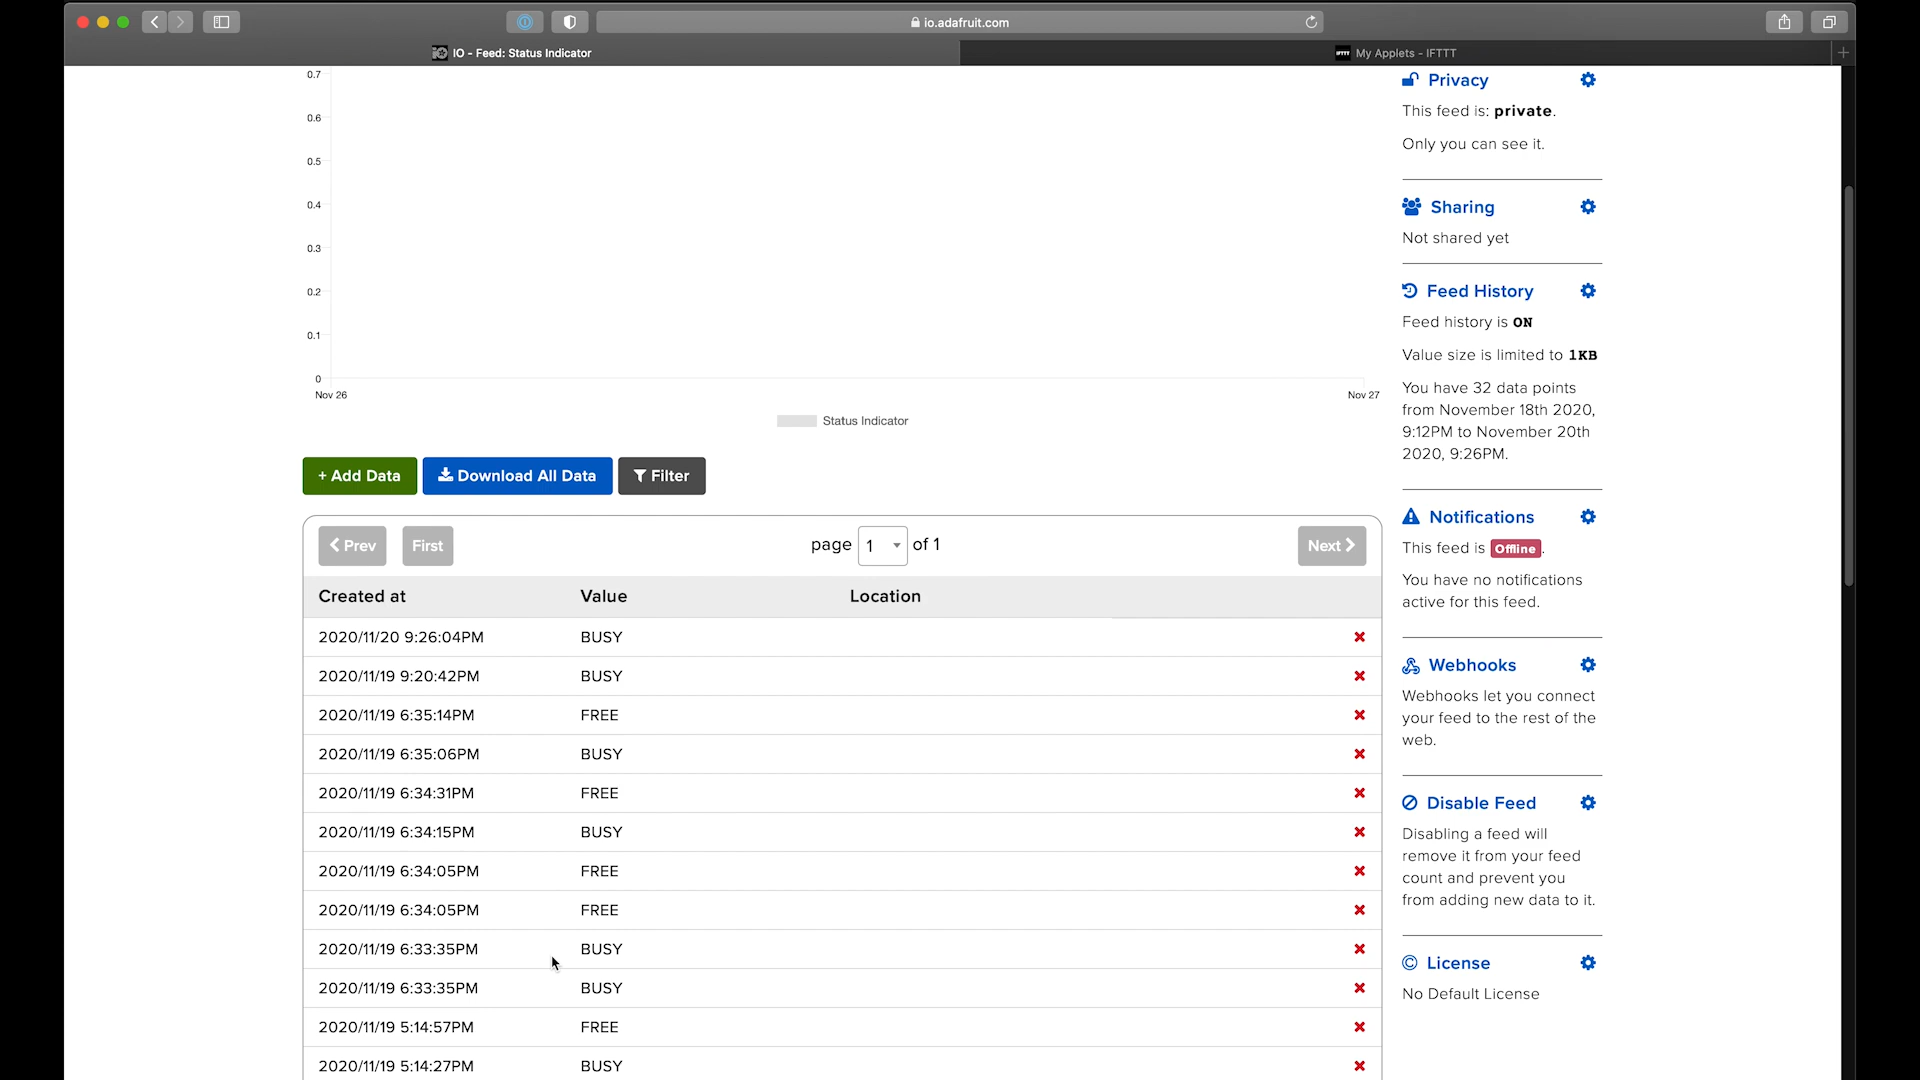 io.adafruit.com
IO - Feed: Status Indicator
IFTTT My Applets - IFTTT
0.7
0.6
0.5
0.4
0.3
0.2
0.1
0
Nov 26
Nov 27
Status Indicator
+ Add Data
Download All Data
Filter
Prev
First
page 1 of 1
Next
Created at Value Location
2020/11/20 9:26:04PM BUSY
2020/11/19 9:20:42PM BUSY
2020/11/19 6:35:14PM FREE
2020/11/19 6:35:06PM BUSY
2020/11/19 6:34:31PM FREE
2020/11/19 6:34:15PM BUSY
2020/11/19 6:34:05PM FREE
2020/11/19 6:34:05PM FREE
2020/11/19 6:33:35PM BUSY
2020/11/19 6:33:35PM BUSY
2020/11/19 5:14:57PM FREE
2020/11/19 5:14:27PM BUSY
Privacy
This feed is: private.
Only you can see it.
Sharing
Not shared yet
Feed History
Feed history is ON
Value size is limited to 1KB
You have 32 data points
from November 18th 2020,
9:12PM to November 20th
2020, 9:26PM.
Notifications
This feed is Offline.
You have no notifications
active for this feed.
Webhooks
Webhooks let you connect
your feed to the rest of the
web.
Disable Feed
Disabling a feed will
remove it from your feed
count and prevent you
from adding new data to it.
License
No Default License